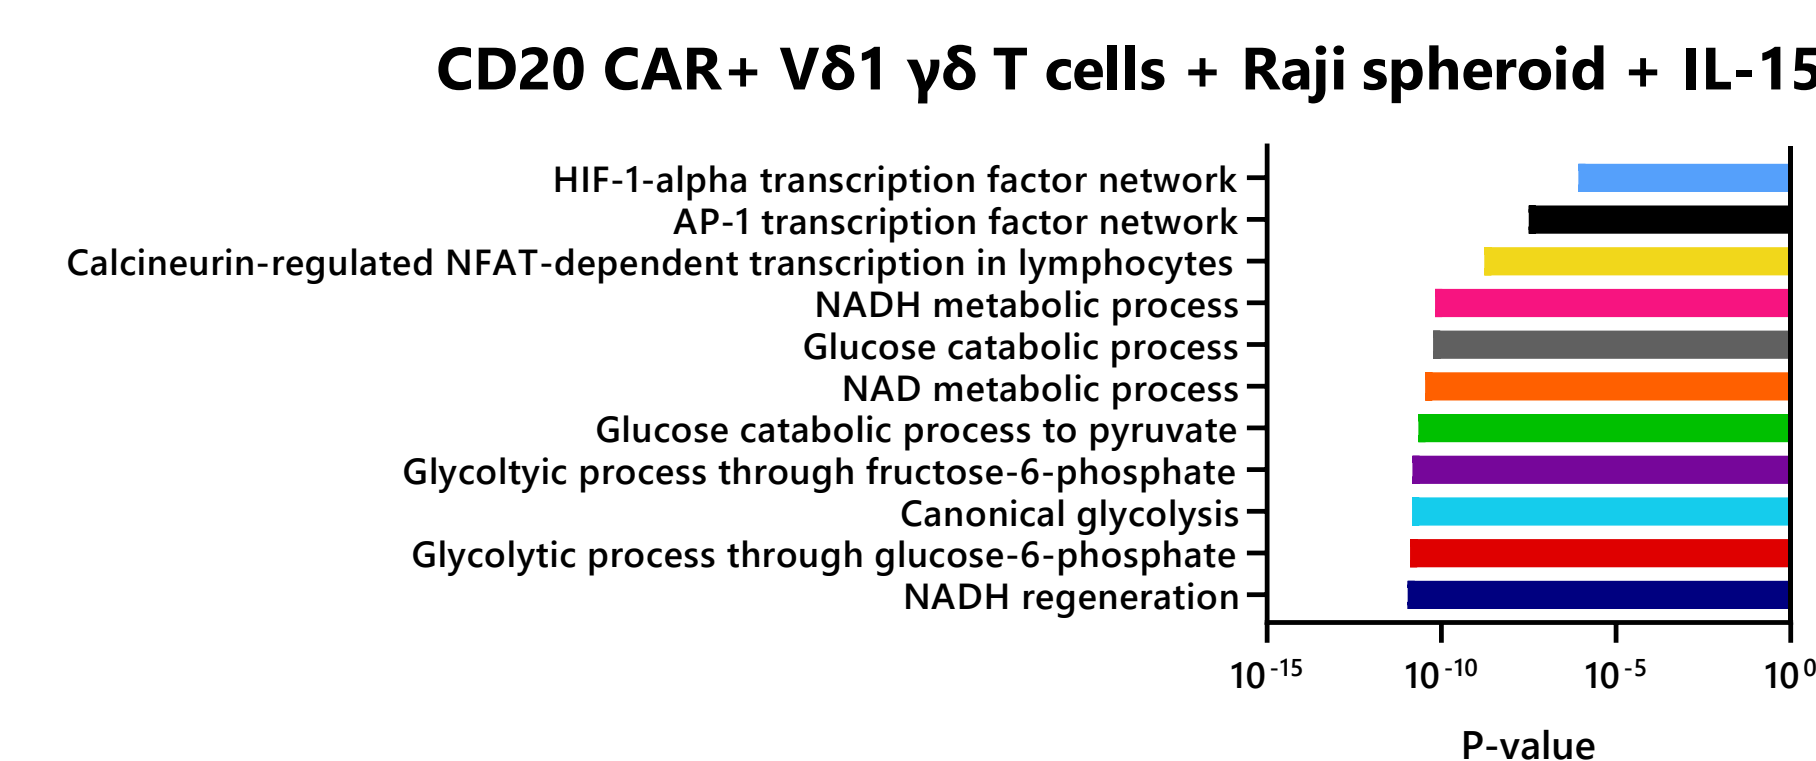 CD20 CAR+ Vδ1 γδ T cells + Raji spheroid + IL-15
HIF-1-alpha transcription factor network
AP-1 transcription factor network
Calcineurin-regulated NFAT-dependent transcription in lymphocytes
NADH metabolic process
Glucose catabolic process
NAD metabolic process
Glucose catabolic process to pyruvate
Glycoltyic process through fructose-6-phosphate
Canonical glycolysis
Glycolytic process through glucose-6-phosphate
NADH regeneration
10⁻¹⁵ 10⁻¹⁰ 10⁻⁵ 10⁰
P-value